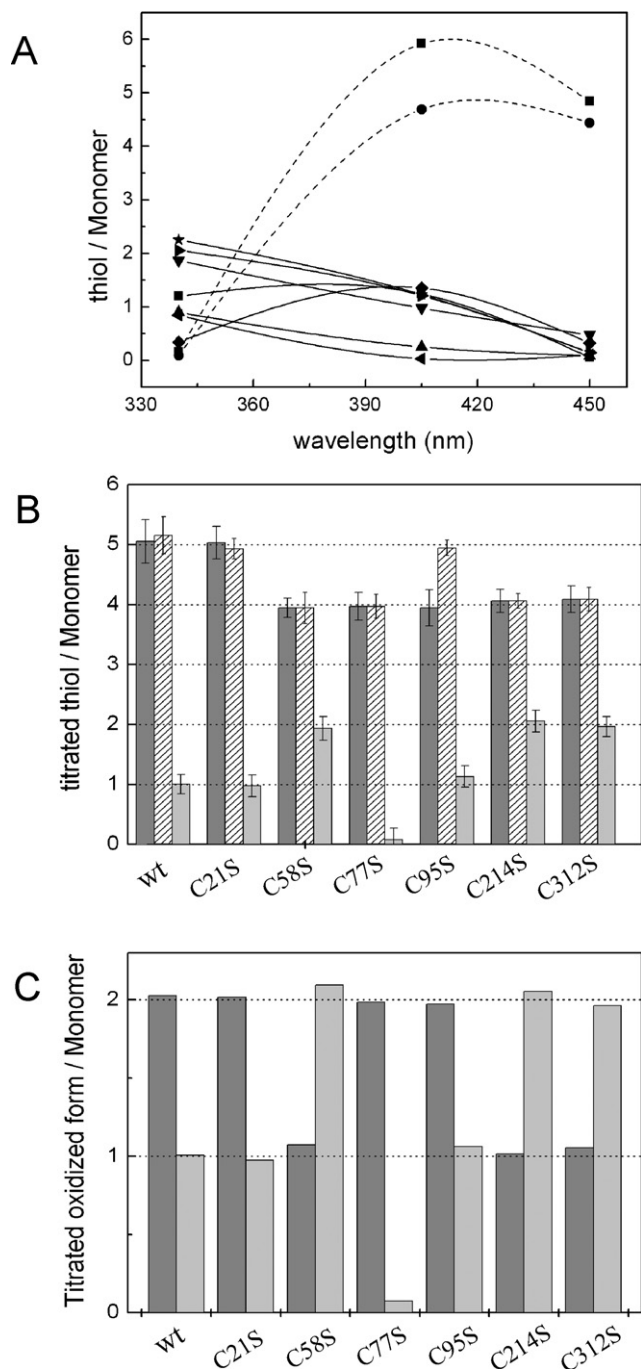 A
6
5
4
3
2
1
0
thiol / Monomer
330 360 390 420 450
wavelength (nm)
B
6
5
4
3
2
1
0
titrated thiol / Monomer
wt C21S C58S C77S C95S C214S C312S
C
2
1
0
Titrated oxidized form / Monomer
wt C21S C58S C77S C95S C214S C312S